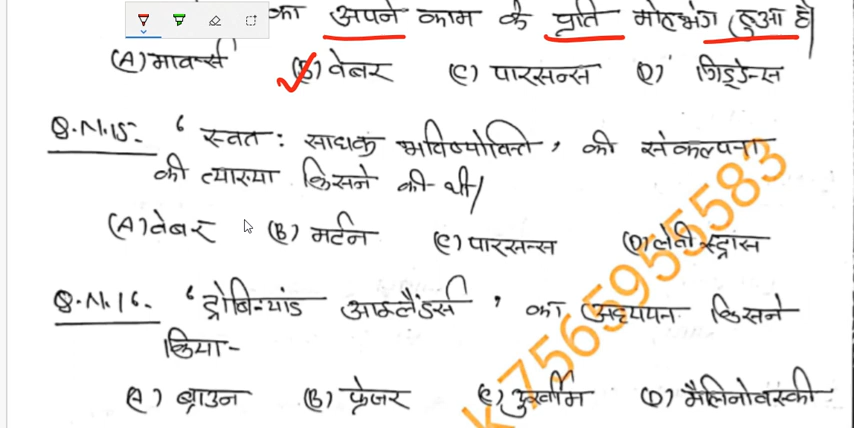 का अपने काम के प्रति मोहभंग हुआ है|
(A) मार्क्स (B) वेबर (C) पारसन्स (D) गिडेन्स
Q.N.15- ‘ स्वत: साधक भविष्योक्ति ’ की संकल्पना
की व्याख्या किसने की थी|
(A) वेबर (B) मर्टन (C) पारसन्स (D) लेवी स्ट्रास
Q.N.16. ‘ ट्रोब्रियांड आइलैंडर्स ’ का अध्ययन किसने
किया-
(A) ब्राउन (B) फ्रेजर (C) दुर्खीम (D) मैलिनोवस्की
K7565955583